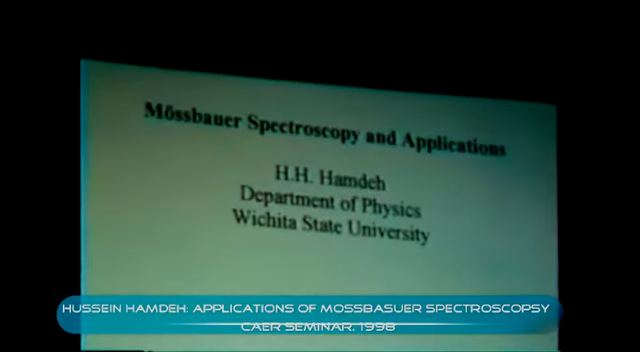 Mössbauer Spectroscopy and Applications
H.H. Hamdeh
Department of Physics
Wichita State University
HUSSEIN HAMDEH: APPLICATIONS OF MOSSBASUER SPECTROSCOPSY
CAER SEMINAR, 1998